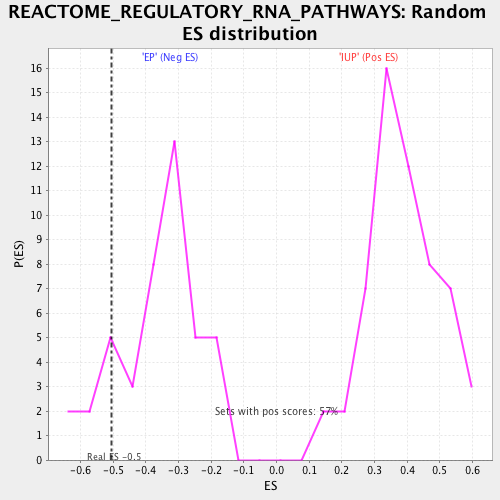 REACTOME_REGULATORY_RNA_PATHWAYS: Random
ES distribution
'EP' (Neg ES)
'IUP' (Pos ES)
P(ES)
16
15
14
13
12
11
10
9
8
7
6
5
4
3
2
1
0
Sets with pos scores: 57%
Real ES -0.5
-0.6 -0.5 -0.4 -0.3 -0.2 -0.1 0.0 0.1 0.2 0.3 0.4 0.5 0.6
ES